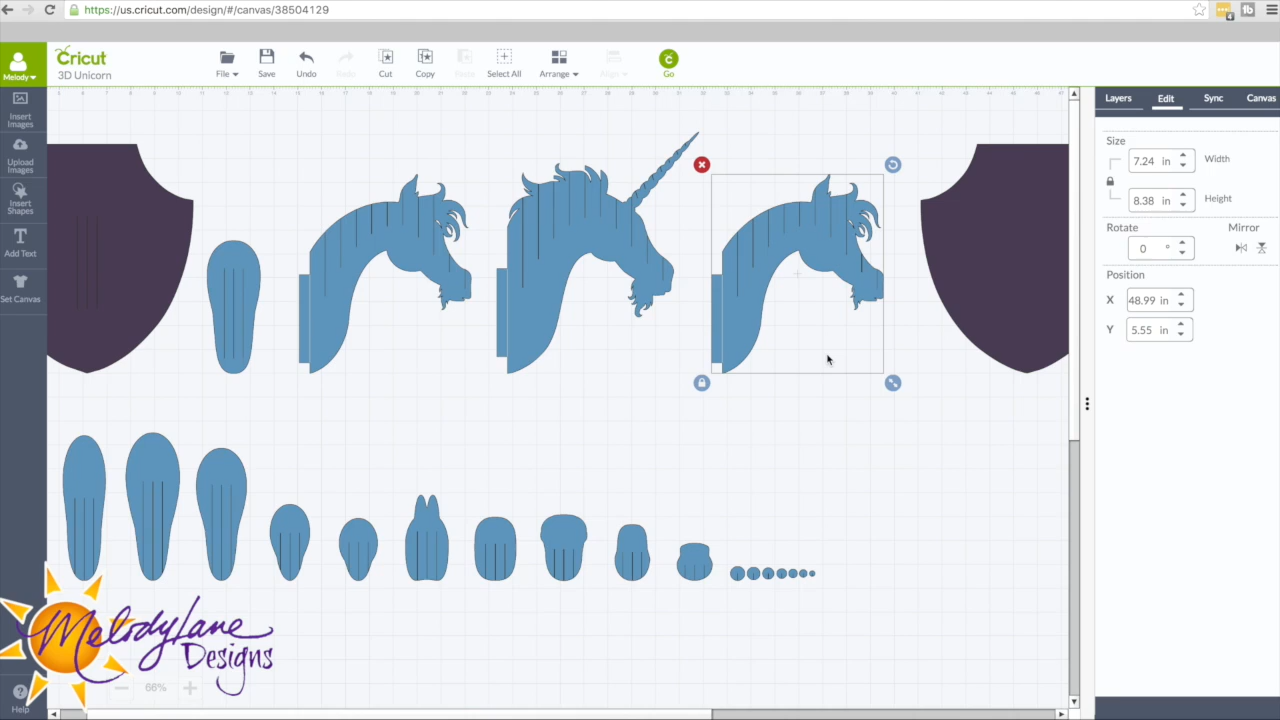 https://us.cricut.com/design/#/canvas/38504129
4
Melody
Cricut
3D Unicorn
File
Save
Undo
Redo
Cut
Copy
Paste
Select All
Arrange
Align
Go
Insert
Images
Upload
Images
Insert
Shapes
Add Text
Set Canvas
Help
Layers
Edit
Sync
Canvas
Size
7.24 in
Width
8.38 in
Height
Rotate
Mirror
0 °
Position
X 48.99 in
Y 5.55 in
MelodyLane
Designs
66%